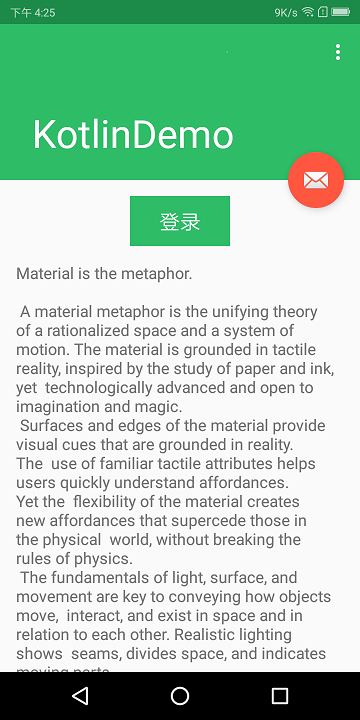 下午 4:25
9K/s
KotlinDemo
登录
Material is the metaphor.
A material metaphor is the unifying theory
of a rationalized space and a system of
motion. The material is grounded in tactile
reality, inspired by the study of paper and ink,
yet  technologically advanced and open to
imagination and magic.
Surfaces and edges of the material provide
visual cues that are grounded in reality.
The  use of familiar tactile attributes helps
users quickly understand affordances.
Yet the  flexibility of the material creates
new affordances that supercede those in
the physical  world, without breaking the
rules of physics.
The fundamentals of light, surface, and
movement are key to conveying how objects
move,  interact, and exist in space and in
relation to each other. Realistic lighting
shows  seams, divides space, and indicates
moving parts